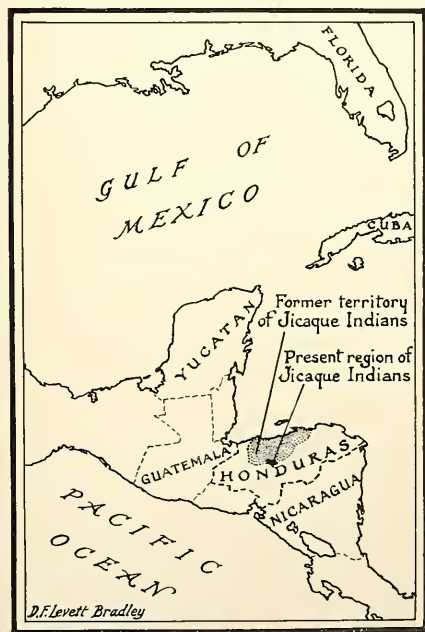 FLORIDA
GULF OF
MEXICO
CUBA
Former territory
of Jicaque Indians
YUCATAN
Present region of
Jicaque Indians
GUATEMALA
HONDURAS
NICARAGUA
PACIFIC
OCEAN
D.F. Levett Bradley